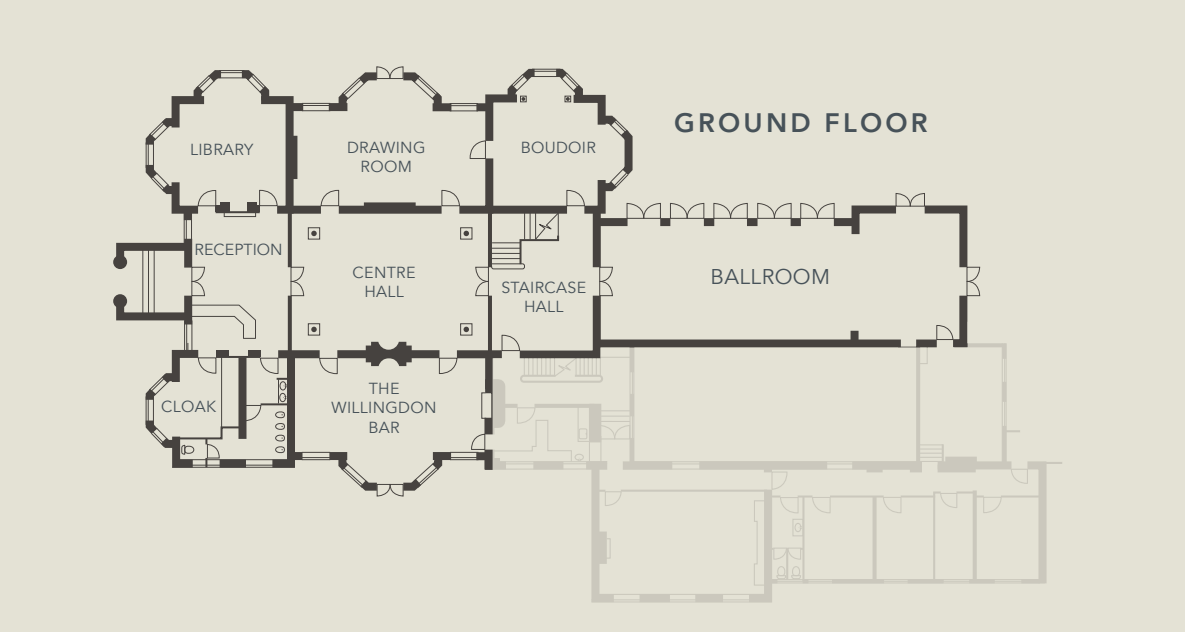 GROUND FLOOR
LIBRARY
DRAWING
ROOM
BOUDOIR
RECEPTION
CENTRE
HALL
STAIRCASE
HALL
BALLROOM
CLOAK
THE
WILLINGDON
BAR